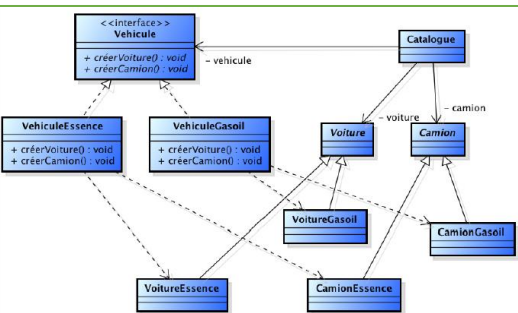 <<interface>>
Vehicule
+ créerVoiture() : void
+ créerCamion() : void
Catalogue
– vehicule
– voiture
– camion
VehiculeEssence
+ créerVoiture() : void
+ créerCamion() : void
VehiculeGasoil
+ créerVoiture() : void
+ créerCamion() : void
Voiture
Camion
VoitureGasoil
CamionGasoil
VoitureEssence
CamionEssence